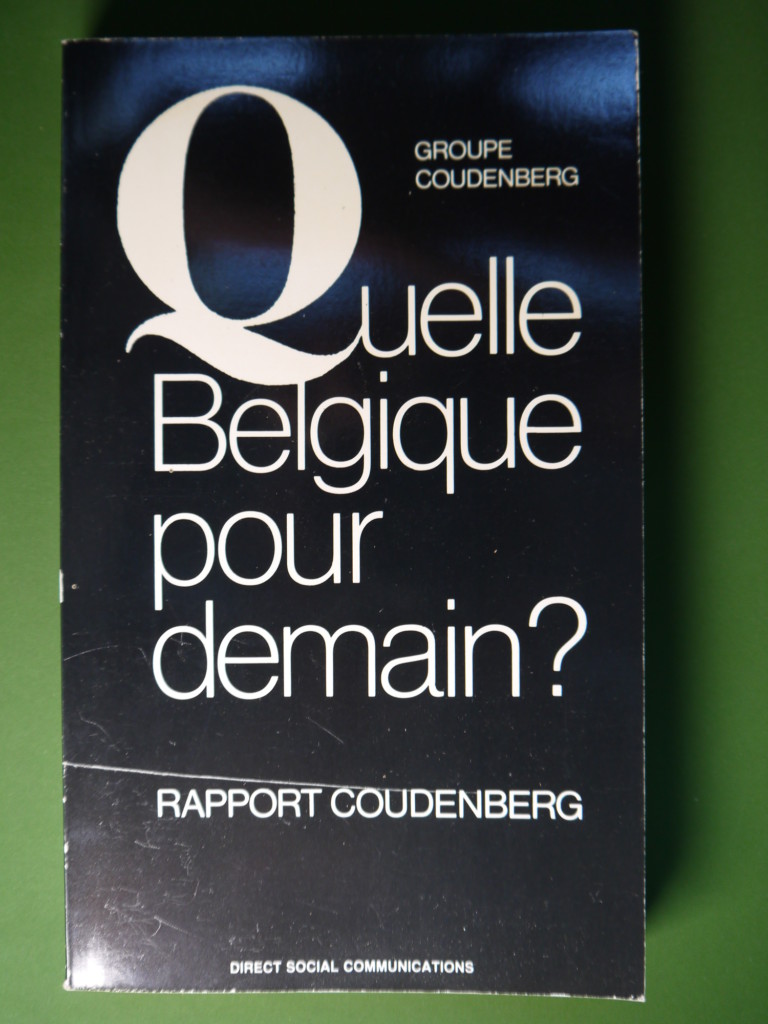 GROUPE
COUDENBERG
Quelle
Belgique
pour
demain?
RAPPORT COUDENBERG
DIRECT SOCIAL COMMUNICATIONS